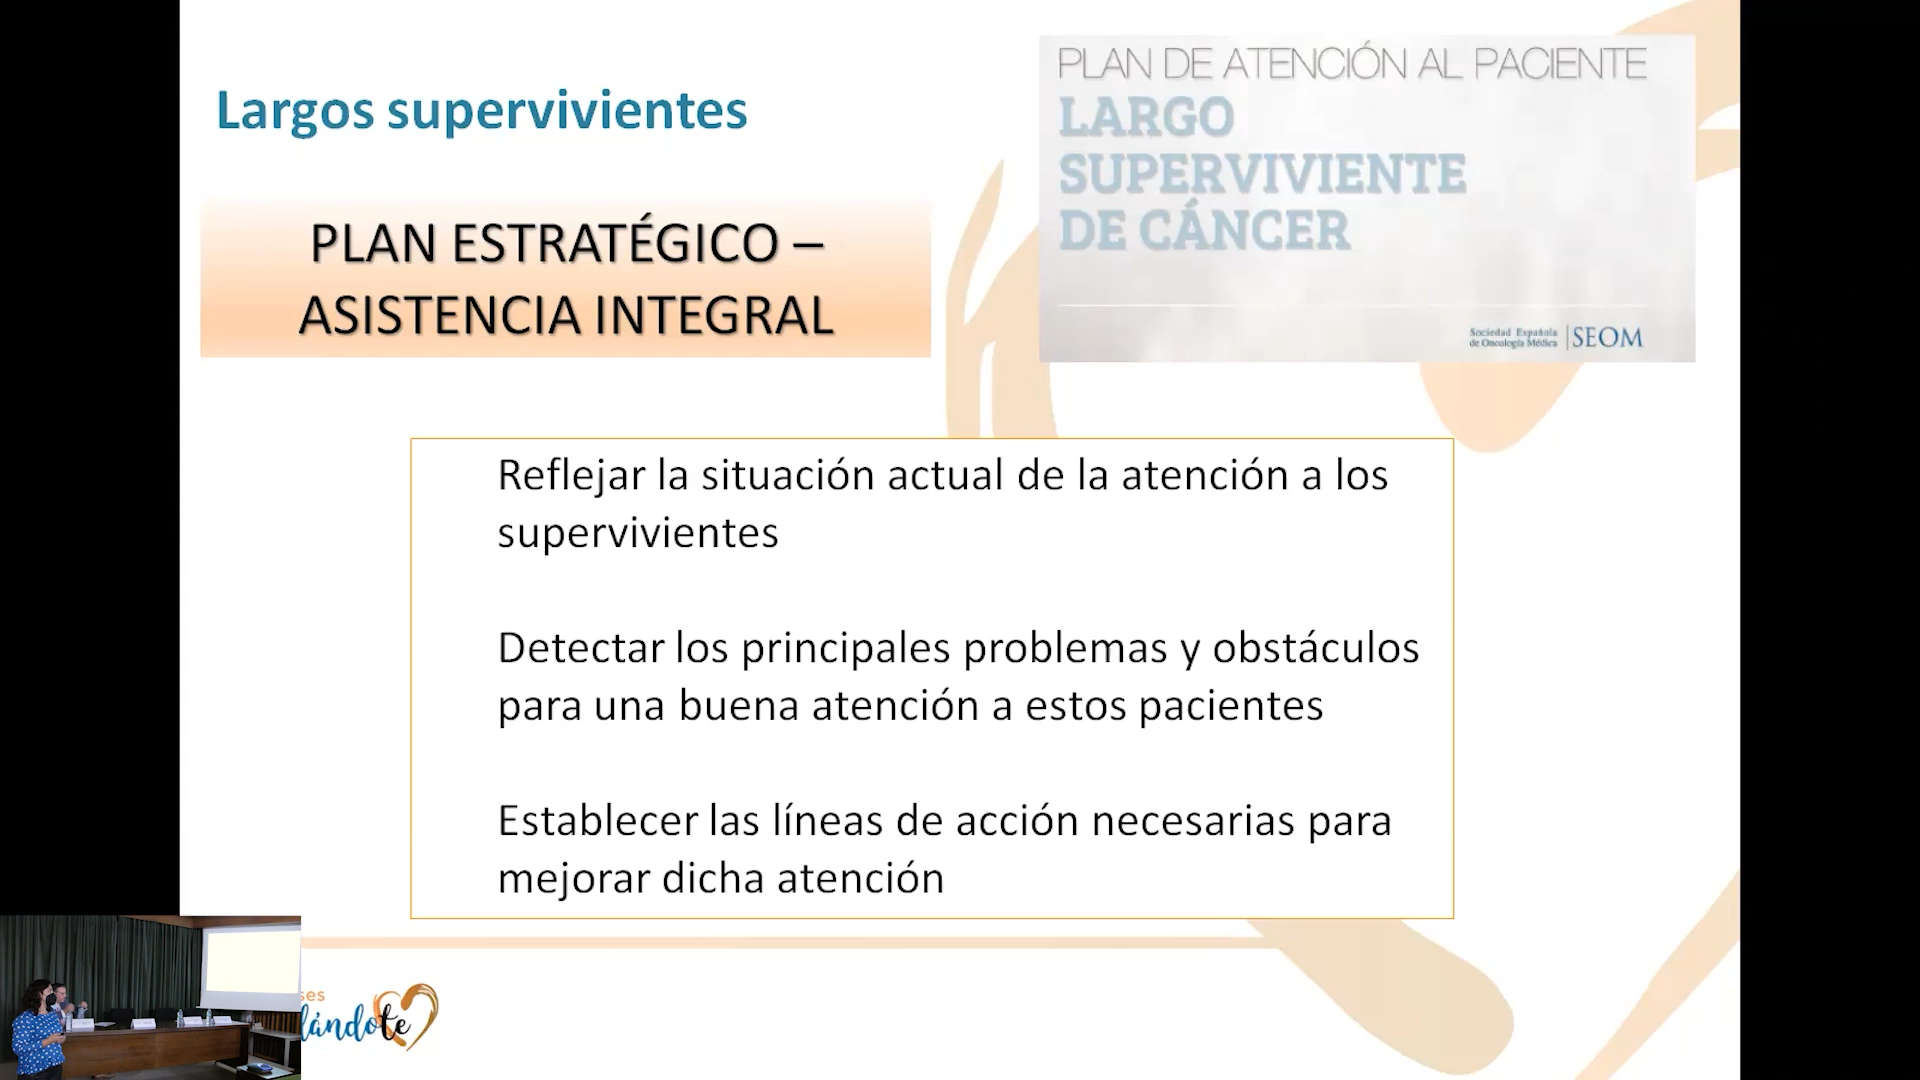 Largos supervivientes
PLAN DE ATENCIÓN AL PACIENTE
LARGO
SUPERVIVIENTE
DE CÁNCER
Sociedad Española
de Oncología Médica
SEOM
PLAN ESTRATÉGICO –
ASISTENCIA INTEGRAL
Reflejar la situación actual de la atención a los
supervivientes
Detectar los principales problemas y obstáculos
para una buena atención a estos pacientes
Establecer las líneas de acción necesarias para
mejorar dicha atención